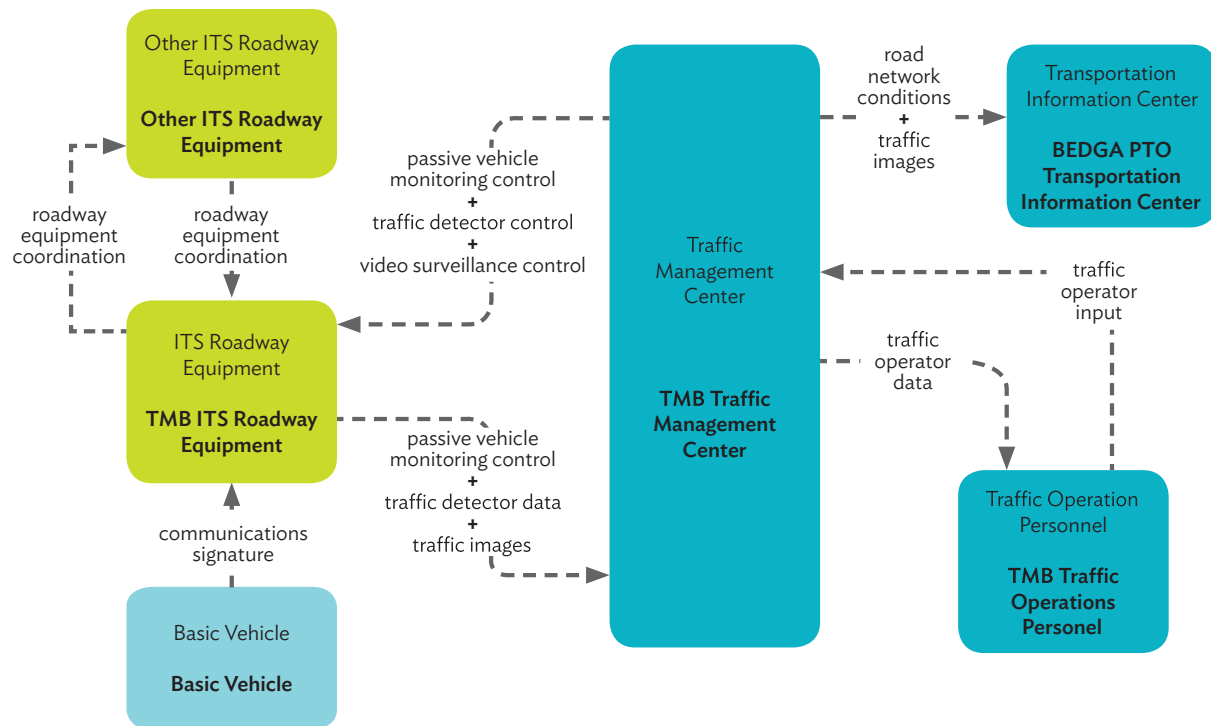 Other ITS Roadway
Equipment
Other ITS Roadway
Equipment
roadway
equipment
coordination
roadway
equipment
coordination
ITS Roadway
Equipment
TMB ITS Roadway
Equipment
communications
signature
Basic Vehicle
Basic Vehicle
passive vehicle
monitoring control
+
traffic detector control
+
video surveillance control
passive vehicle
monitoring control
+
traffic detector data
+
traffic images
Traffic
Management
Center
TMB Traffic
Management
Center
road
network
conditions
+
traffic
images
Transportation
Information Center
BEDGA PTO
Transportation
Information Center
traffic
operator
input
traffic
operator
data
Traffic Operation
Personnel
TMB Traffic
Operations
Personel